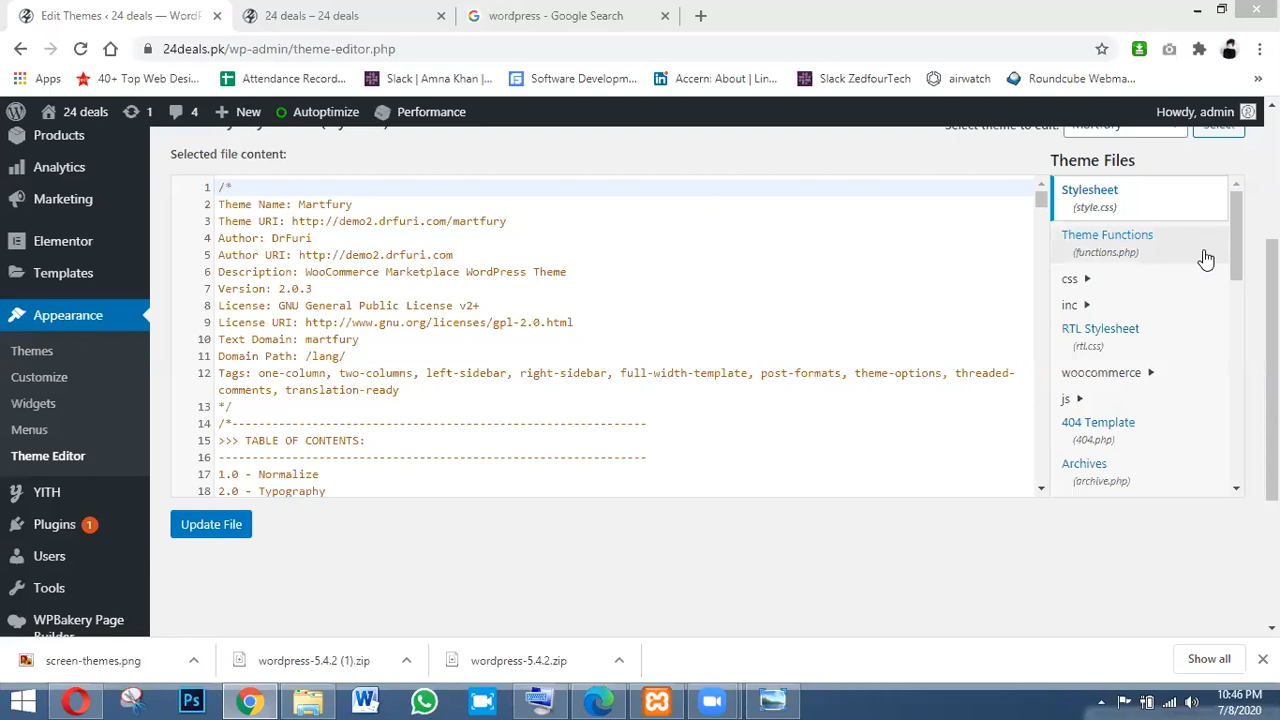 Edit Themes ‹ 24 deals — WordP
24 deals – 24 deals
wordpress - Google Search
24deals.pk/wp-admin/theme-editor.php
Apps
40+ Top Web Desi...
Attendance Record...
Slack | Amna Khan |...
Software Developm...
Accern: About | Lin...
Slack ZedfourTech
airwatch
Roundcube Webma...
»
24 deals
1
4
New
Autoptimize
Performance
Howdy, admin
Products
Analytics
Marketing
Elementor
Templates
Appearance
Themes
Customize
Widgets
Menus
Theme Editor
YITH
Plugins 1
Users
Tools
WPBakery Page
Builder
Select theme to edit:
Martfury
Select
Selected file content:
1 /*
2 Theme Name: Martfury
3 Theme URI: http://demo2.drfuri.com/martfury
4 Author: DrFuri
5 Author URI: http://demo2.drfuri.com
6 Description: WooCommerce Marketplace WordPress Theme
7 Version: 2.0.3
8 License: GNU General Public License v2+
9 License URI: http://www.gnu.org/licenses/gpl-2.0.html
10 Text Domain: martfury
11 Domain Path: /lang/
12 Tags: one-column, two-columns, left-sidebar, right-sidebar, full-width-template, post-formats, theme-options, threaded-
comments, translation-ready
13 */
14 /*--------------------------------------------------------------
15 >>> TABLE OF CONTENTS:
16 ----------------------------------------------------------------
17 1.0 - Normalize
18 2.0 - Typography
Theme Files
Stylesheet
(style.css)
Theme Functions
(functions.php)
css
inc
RTL Stylesheet
(rtl.css)
woocommerce
js
404 Template
(404.php)
Archives
(archive.php)
Update File
screen-themes.png
wordpress-5.4.2 (1).zip
wordpress-5.4.2.zip
Show all
Ps
10:46 PM
7/8/2020